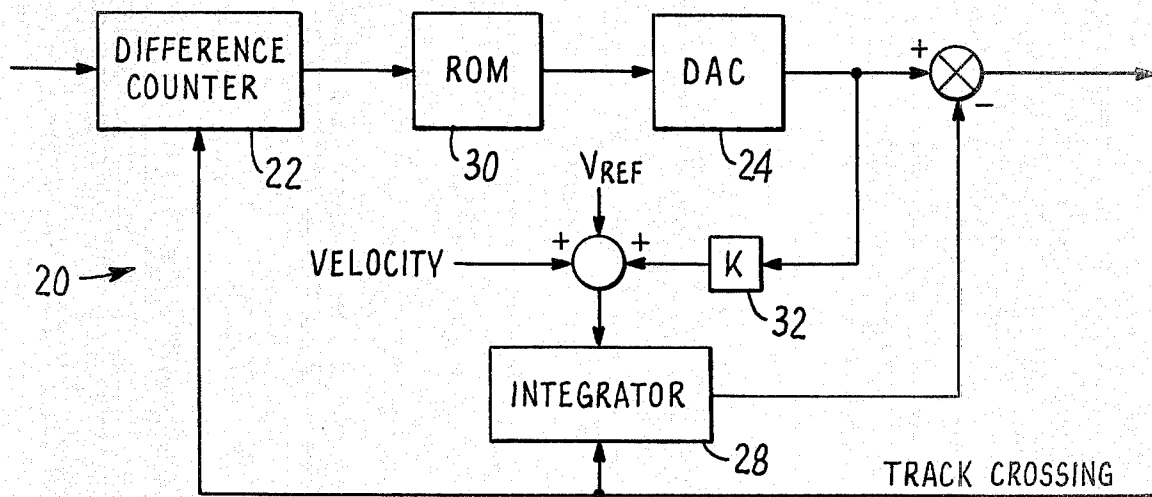 DIFFERENCE
COUNTER
22
ROM
30
DAC
24
+
−
VREF
VELOCITY
+
+
K
32
20
INTEGRATOR
28
TRACK CROSSING